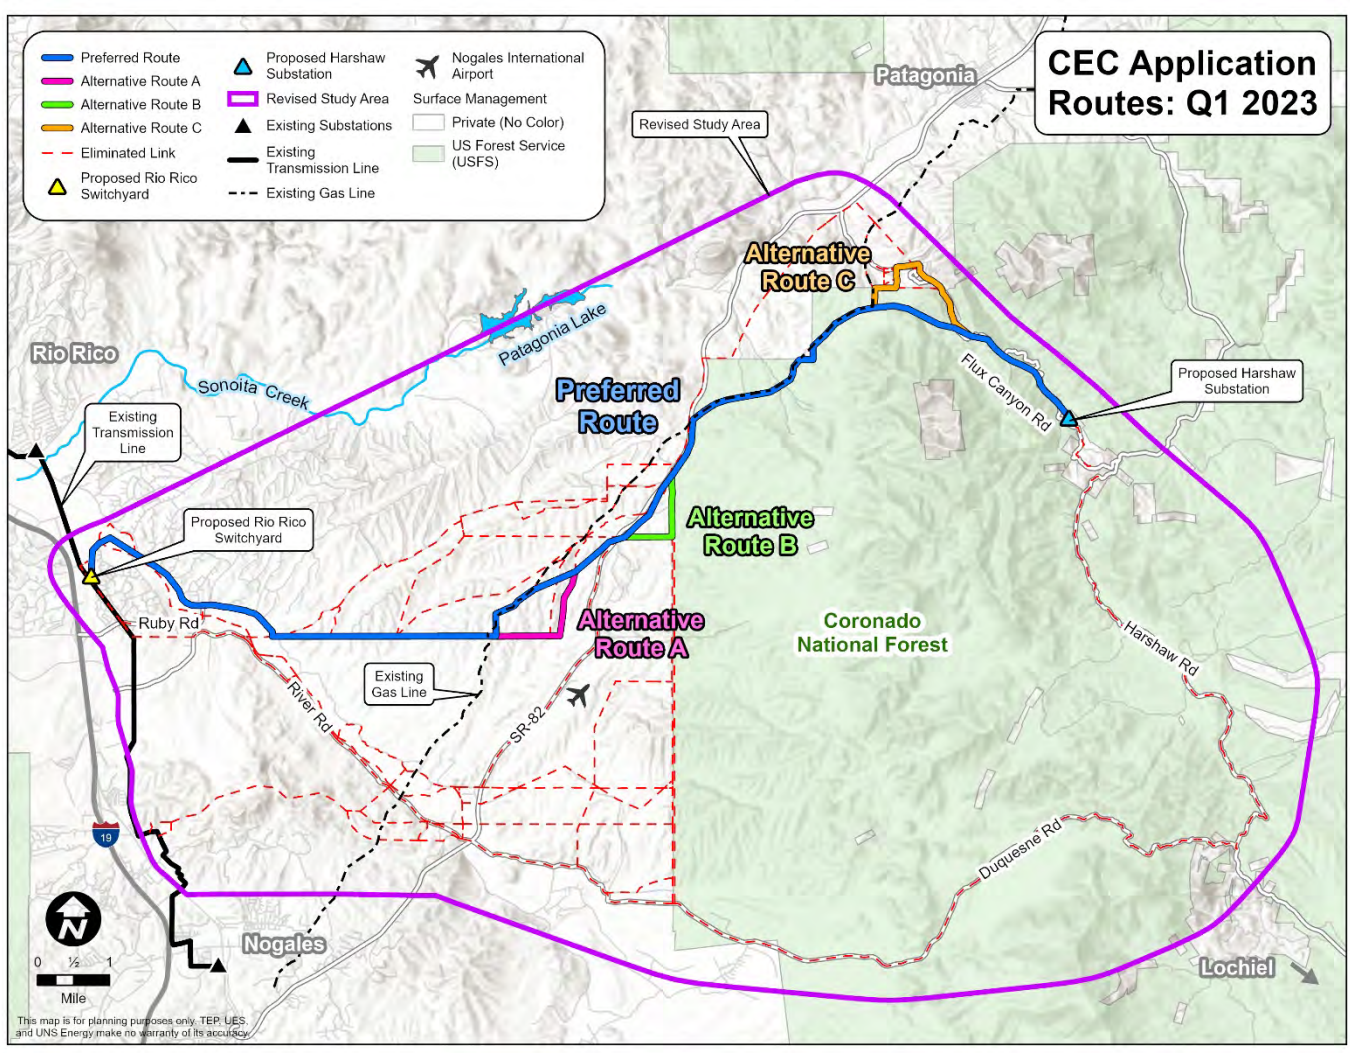 Preferred Route
Alternative Route A
Alternative Route B
Alternative Route C
Eliminated Link
Proposed Rio Rico
Switchyard
Proposed Harshaw
Substation
Revised Study Area
Existing Substations
Existing
Transmission Line
Existing Gas Line
Nogales International
Airport
Surface Management
Private (No Color)
US Forest Service
(USFS)
CEC Application
Routes: Q1 2023
Patagonia
Revised Study Area
Alternative
Route C
Patagonia Lake
Rio Rico
Sonoita Creek
Preferred
Route
Flux Canyon Rd
Proposed Harshaw
Substation
Existing
Transmission
Line
Proposed Rio Rico
Switchyard
Alternative
Route B
Ruby Rd
Alternative
Route A
Coronado
National Forest
Harshaw Rd
Existing
Gas Line
River Rd
SR-82
19
Duquesne Rd
N
Nogales
Lochiel
0 ½ 1
Mile
This map is for planning purposes only. TEP, UES,
and UNS Energy make no warranty of its accuracy.